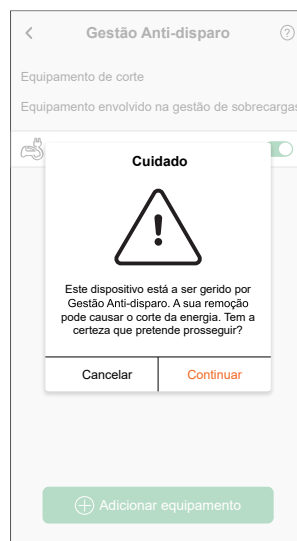 Gestão Anti-disparo
Equipamento de corte
Equipamento envolvido na gestão de sobrecargas
Cuidado
Este dispositivo está a ser gerido por
Gestão Anti-disparo. A sua remoção
pode causar o corte da energia. Tem a
certeza que pretende prosseguir?
Cancelar
Continuar
Adicionar equipamento